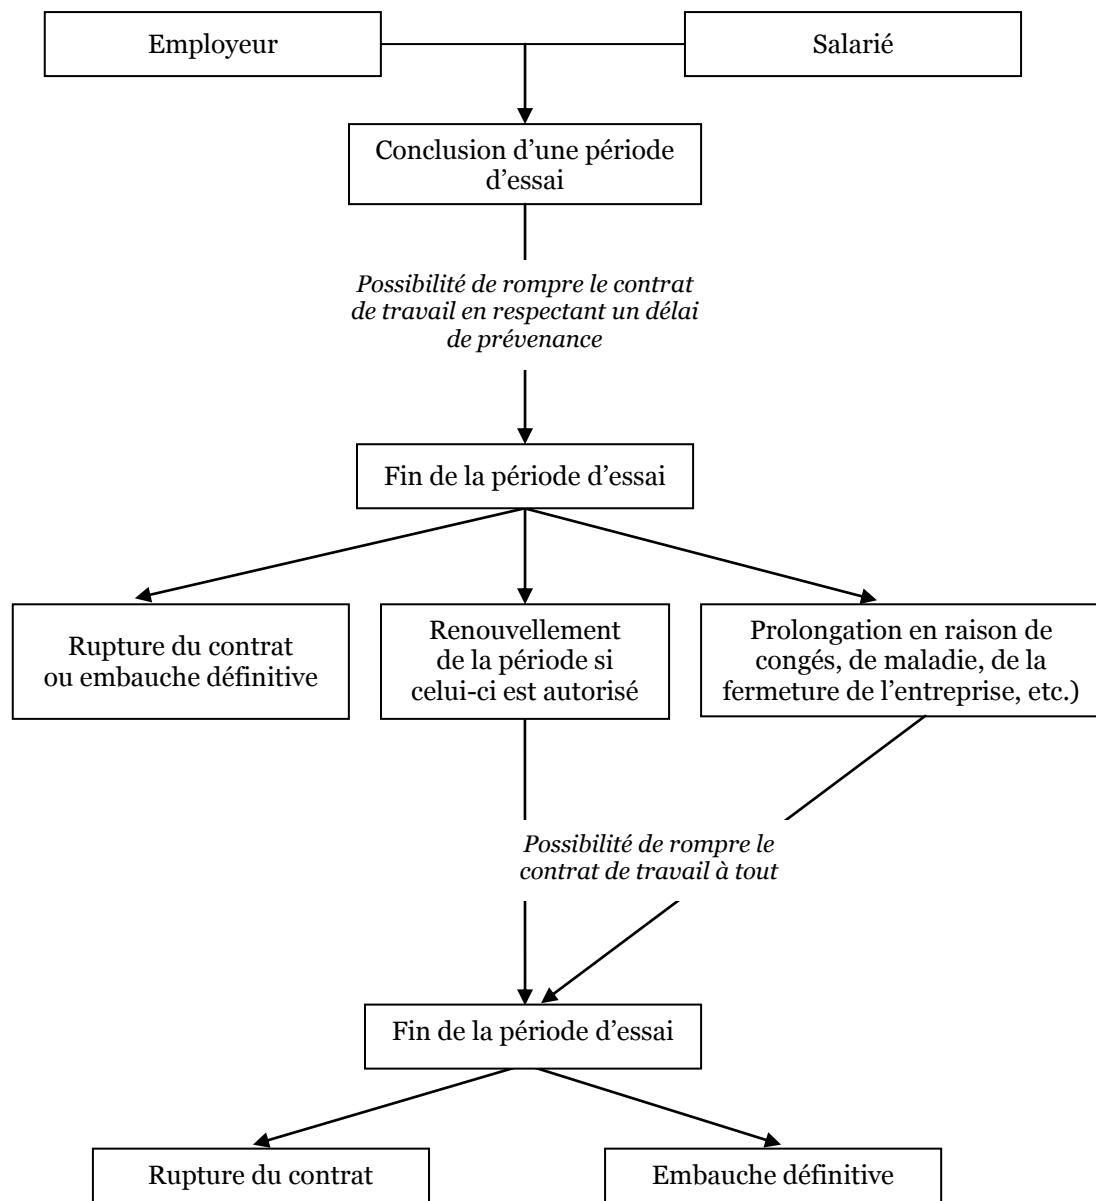 Employeur
Salarié
Conclusion d’une période
d’essai
Possibilité de rompre le contrat
de travail en respectant un délai
de prévenance
Fin de la période d’essai
Rupture du contrat
ou embauche définitive
Renouvellement
de la période si
celui-ci est autorisé
Prolongation en raison de
congés, de maladie, de la
fermeture de l’entreprise, etc.)
Possibilité de rompre le
contrat de travail à tout
Fin de la période d’essai
Rupture du contrat
Embauche définitive